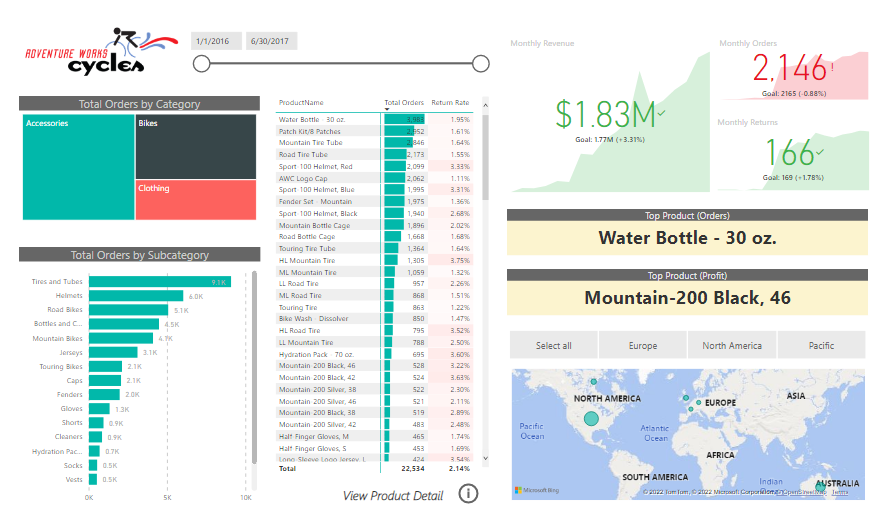 ADVENTURE WORKS
cycles
1/1/2016 6/30/2017
Total Orders by Category
Accessories
Bikes
Clothing
Total Orders by Subcategory
Tires and Tubes 9.1K
Helmets 6.0K
Road Bikes 5.1K
Bottles and C... 4.5K
Mountain Bikes 4.7K
Jerseys 3.1K
Touring Bikes 2.1K
Caps 2.1K
Fenders 2.0K
Gloves 1.3K
Shorts 0.9K
Cleaners 0.9K
Hydration Pac... 0.7K
Socks 0.5K
Vests 0.5K
0K 5K 10K
ProductName Total Orders Return Rate
Water Bottle - 30 oz. 3,983 1.95%
Patch Kit/8 Patches 2,952 1.61%
Mountain Tire Tube 2,846 1.64%
Road Tire Tube 2,173 1.55%
Sport-100 Helmet, Red 2,099 3.33%
AWC Logo Cap 2,062 1.11%
Sport-100 Helmet, Blue 1,995 3.31%
Fender Set - Mountain 1,975 1.36%
Sport-100 Helmet, Black 1,940 2.68%
Mountain Bottle Cage 1,896 2.02%
Road Bottle Cage 1,668 1.68%
Touring Tire Tube 1,364 1.64%
HL Mountain Tire 1,305 3.75%
ML Mountain Tire 1,059 1.32%
LL Road Tire 957 2.26%
ML Road Tire 868 1.51%
Touring Tire 863 1.22%
Bike Wash - Dissolver 850 1.47%
HL Road Tire 795 3.52%
LL Mountain Tire 788 2.50%
Hydration Pack - 70 oz. 695 3.60%
Mountain-200 Black, 46 528 3.22%
Mountain-200 Black, 42 524 3.63%
Mountain-200 Silver, 38 522 2.30%
Mountain-200 Silver, 46 521 2.11%
Mountain-200 Black, 38 519 2.89%
Mountain-200 Silver, 42 483 2.48%
Half-Finger Gloves, M 465 1.74%
Half-Finger Gloves, S 453 1.69%
Long-Sleeve Logo Jersey, L 424 3.54%
Total 22,534 2.14%
View Product Detail
Monthly Revenue
$1.83M
Goal: 1.77M (+3.31%)
Monthly Orders
2,146!
Goal: 2165 (-0.88%)
Monthly Returns
166
Goal: 169 (+1.78%)
Top Product (Orders)
Water Bottle - 30 oz.
Top Product (Profit)
Mountain-200 Black, 46
Select all Europe North America Pacific
NORTH AMERICA
EUROPE
ASIA
Pacific
Ocean
Atlantic
Ocean
AFRICA
SOUTH AMERICA
Indian
AUSTRALIA
Microsoft Bing
© 2022 TomTom, © 2022 Microsoft Corporation, © OpenStreetMap Terms